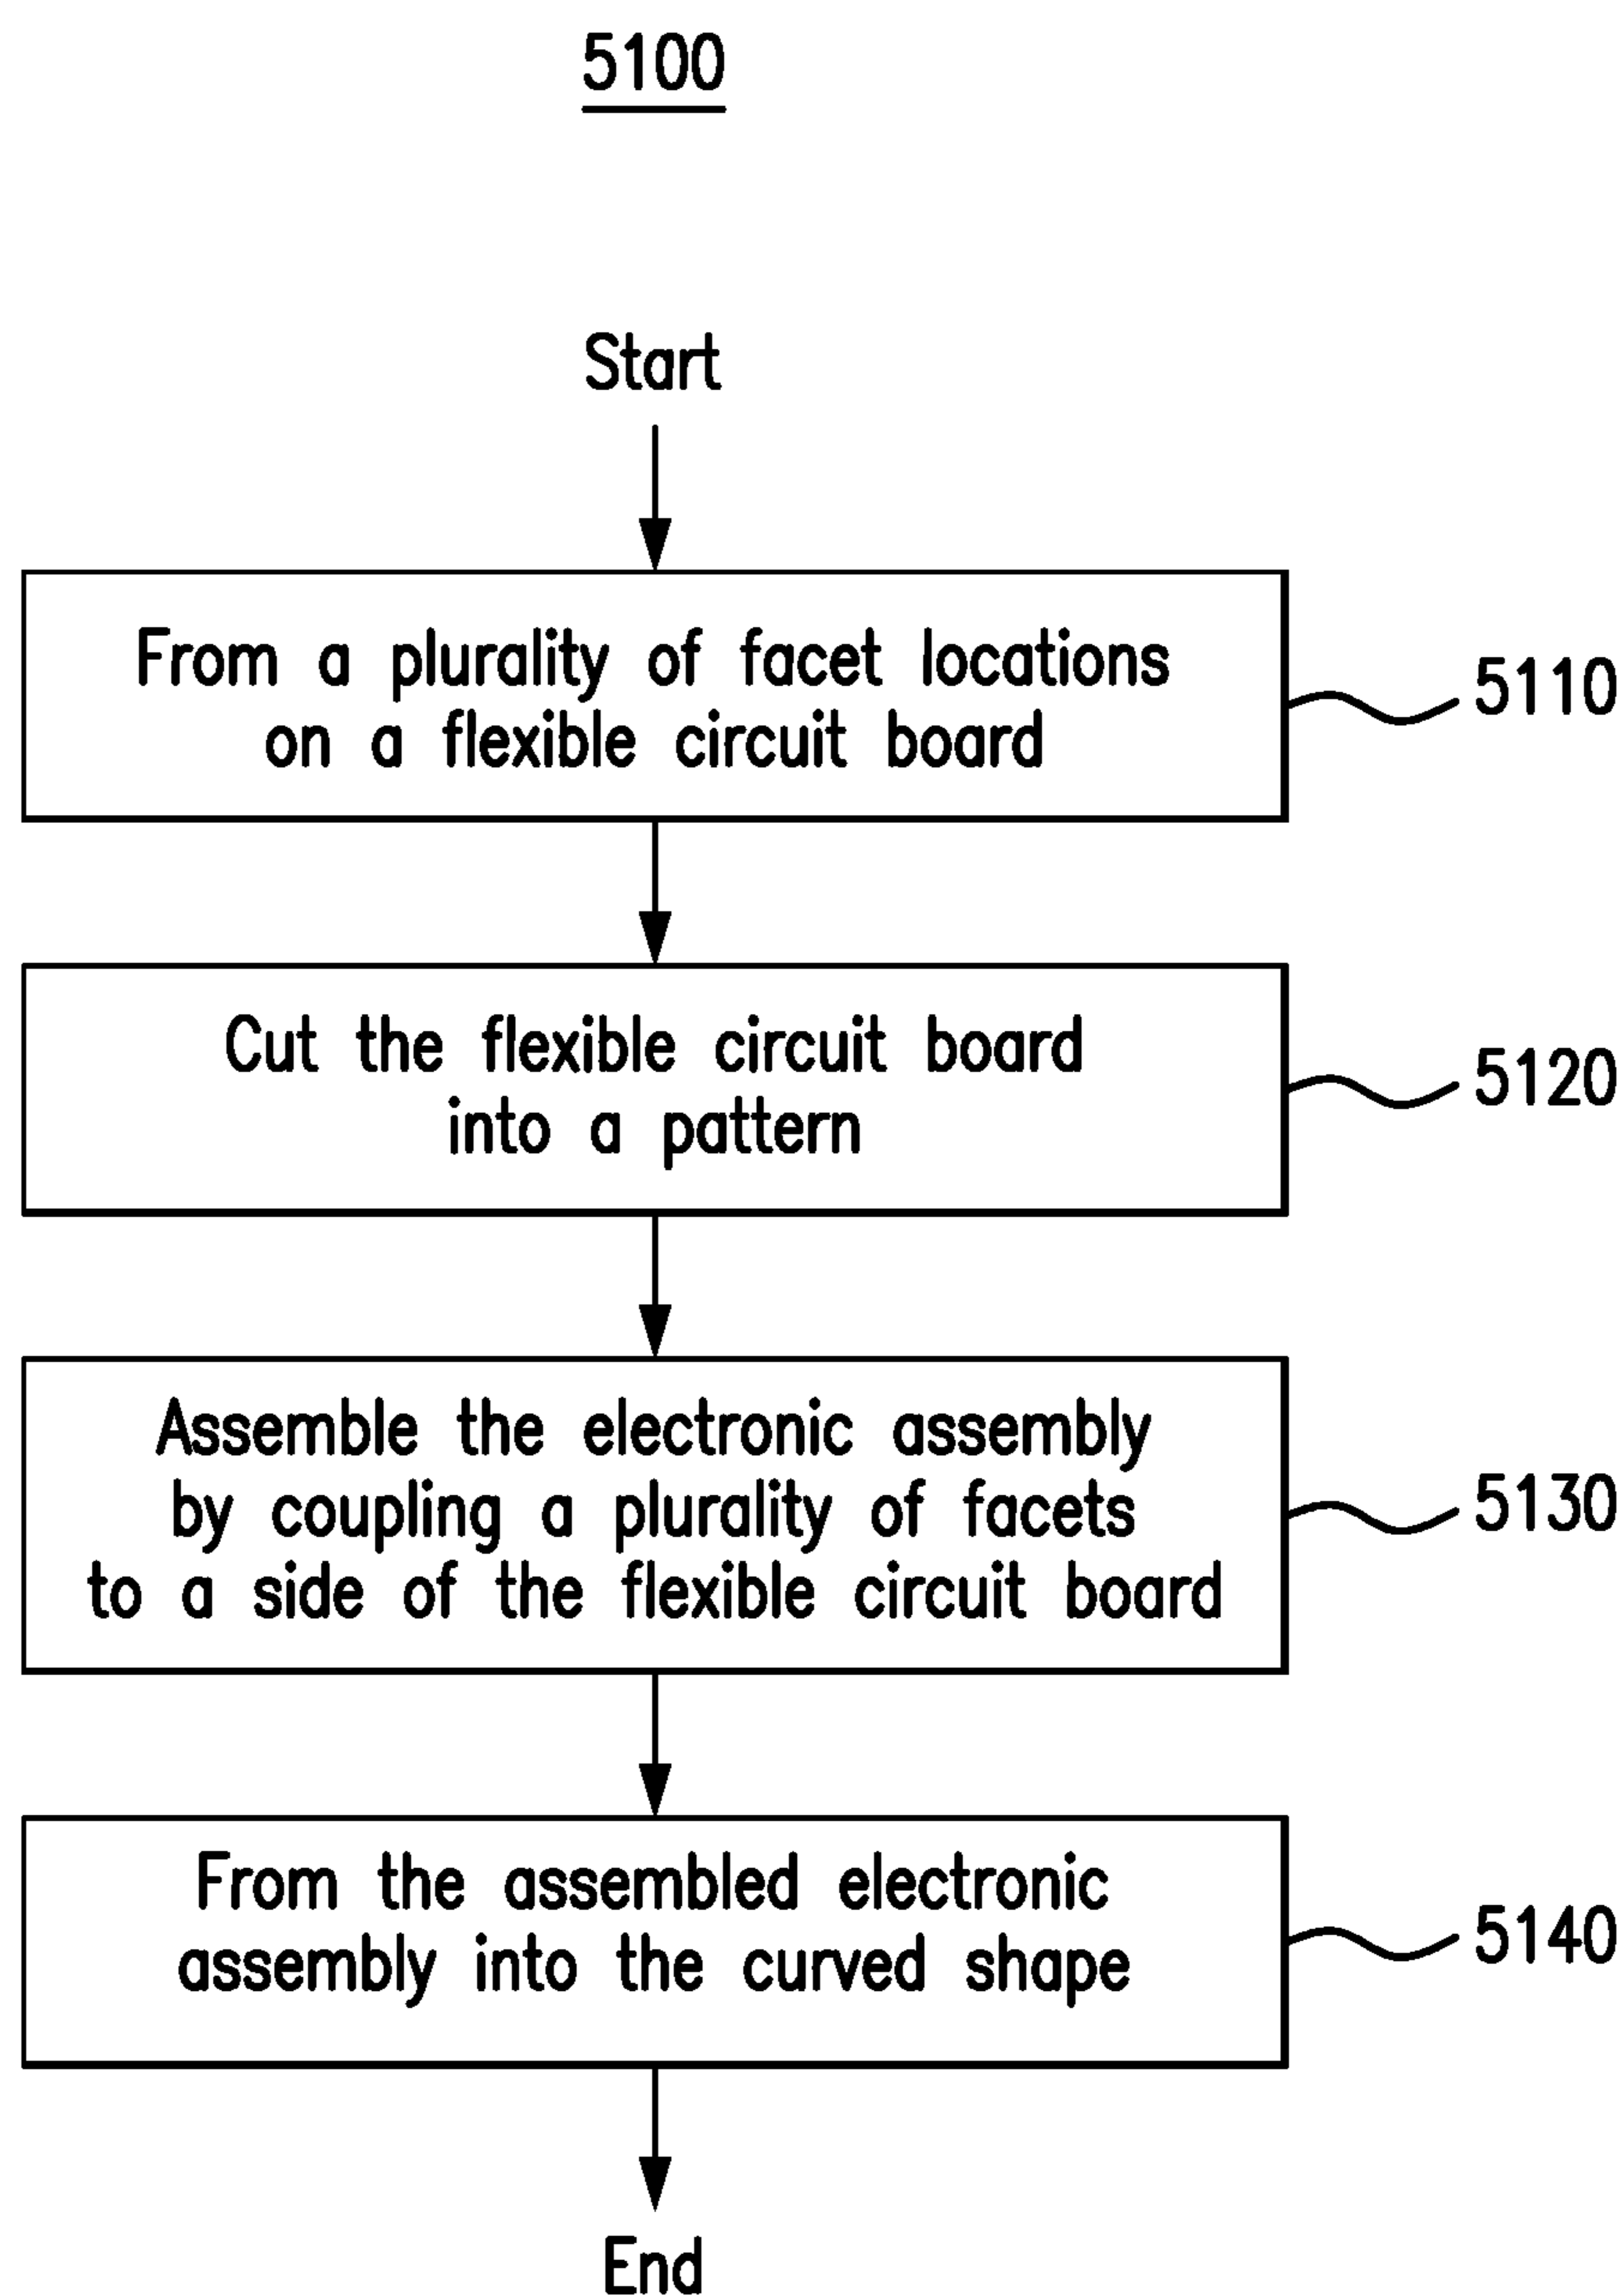 5100
Start
From a plurality of facet locations
on a flexible circuit board
5110
Cut the flexible circuit board
into a pattern
5120
Assemble the electronic assembly
by coupling a plurality of facets
to a side of the flexible circuit board
5130
From the assembled electronic
assembly into the curved shape
5140
End